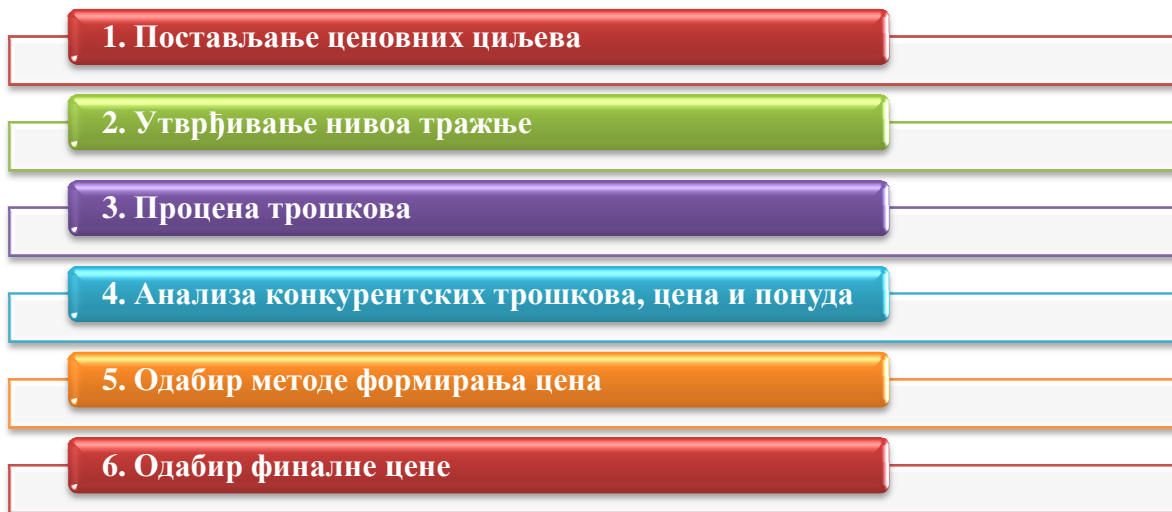 1. Постављање ценовних циљева
2. Утврђивање нивоа тражње
3. Процена трошкова
4. Анализа конкурентских трошкова, цена и понуда
5. Одабир методе формирања цена
6. Одабир финалне цене